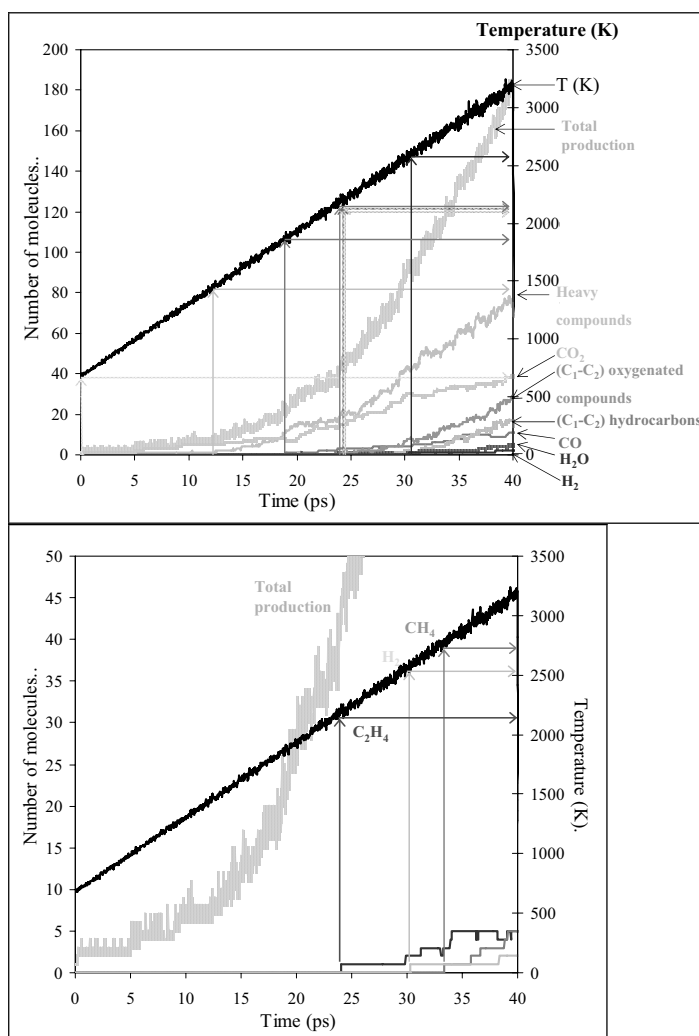 Temperature (K)
200
180
160
140
120
100
80
60
40
20
0
Number of moleucles..
3500
3000
2500
2000
1500
1000
500
0
T (K)
Total
production
Heavy
compounds
CO₂
(C₁-C₂) oxygenated
compounds
(C₁-C₂) hydrocarbons
CO
H₂O
H₂
0 5 10 15 20 25 30 35 40
Time (ps)
50
45
40
35
30
25
20
15
10
5
0
Number of molecules..
Total
production
CH₄
H₂
C₂H₄
3500
3000
2500
2000
1500
1000
500
0
Temperature (K).
0 5 10 15 20 25 30 35 40
Time (ps)